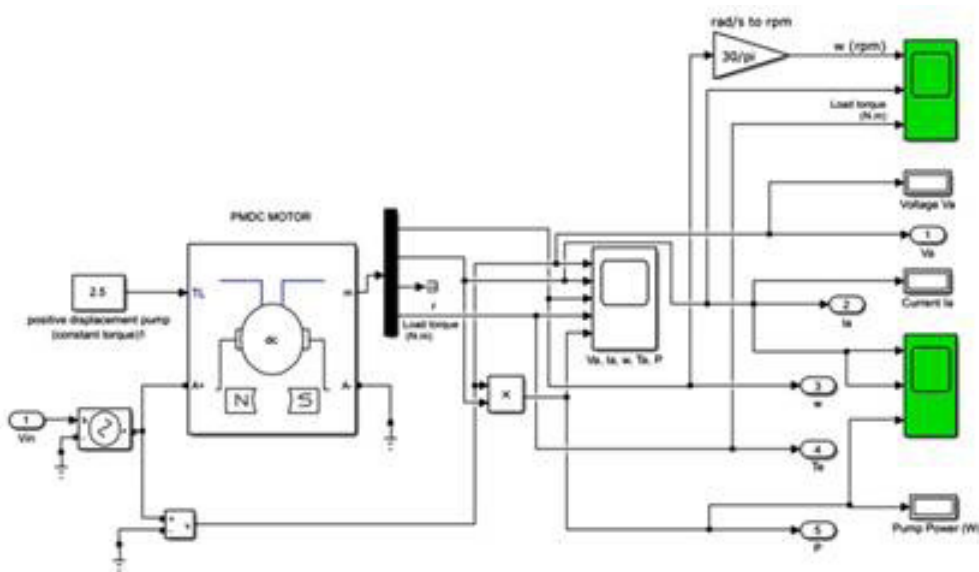 rad/s to rpm
30/pi
w (rpm)
Load torque
(N.m)
Voltage Va
1
Va
PMDC MOTOR
2.5
TL
m
dc
positive displacement pump
(constant torque)1
A+
N
S
A-
Load torque
(N.m)
Va, Ia, w, Ta, P
Current Ia
2
Ia
×
3
w
1
Vin
4
Te
+
-
Pump Power (W)
5
P